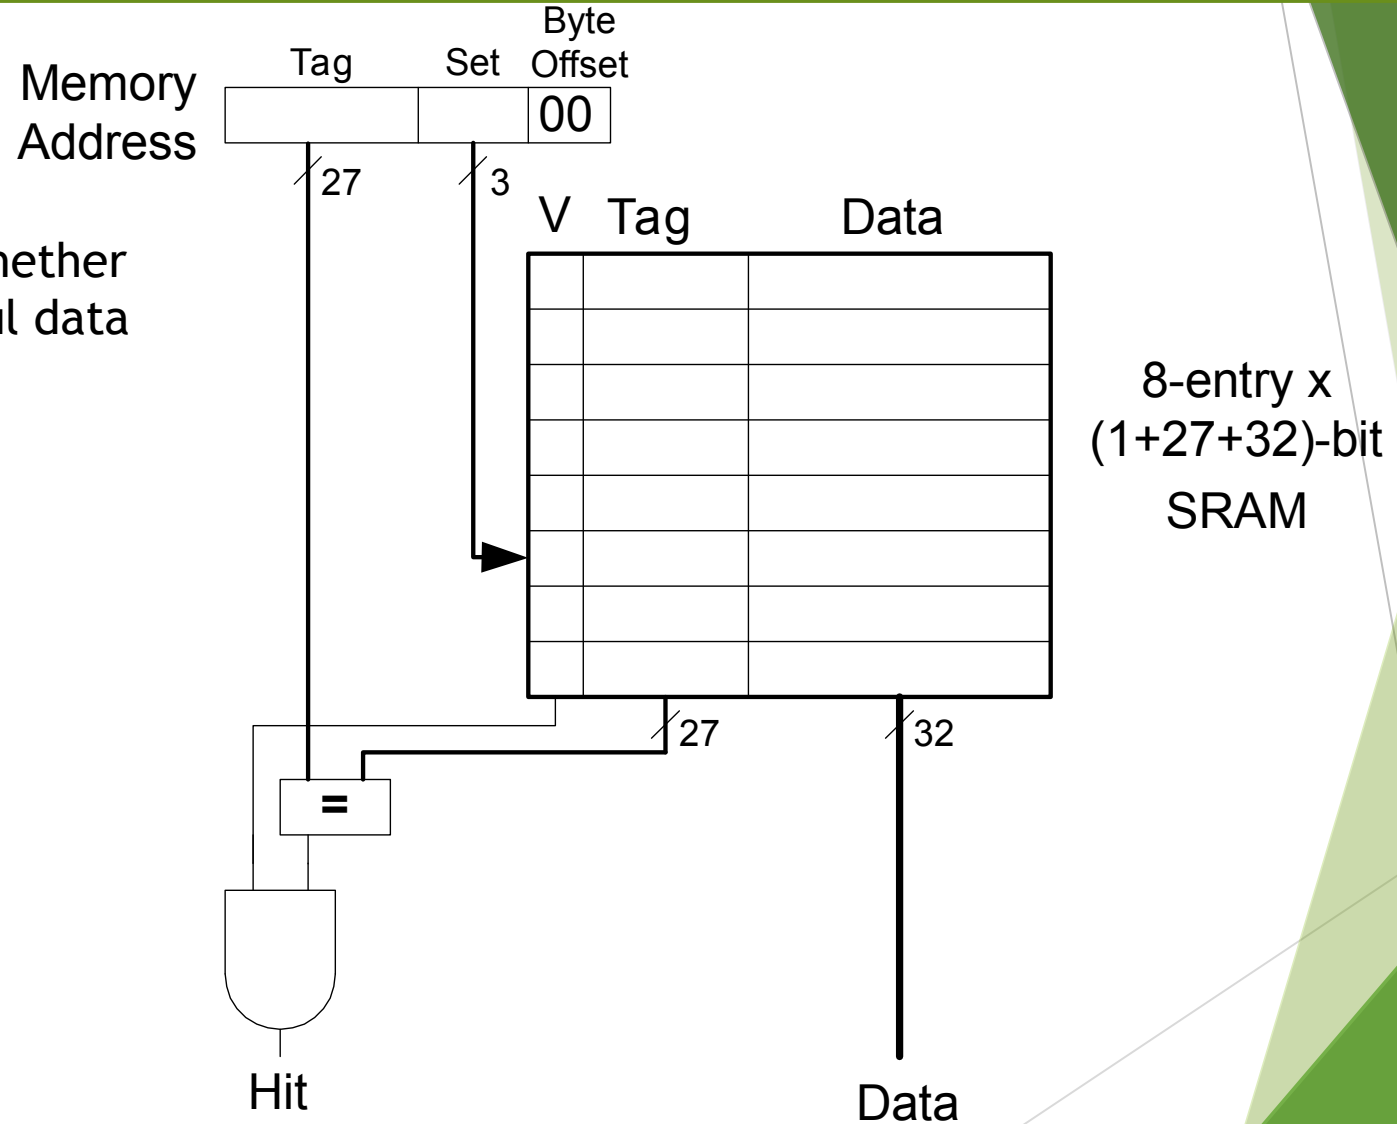 Byte
Tag Set Offset
Memory
Address
00
27
3
data
V Tag Data
8-entry x
(1+27+32)-bit
SRAM
27
32
=
Hit
Data